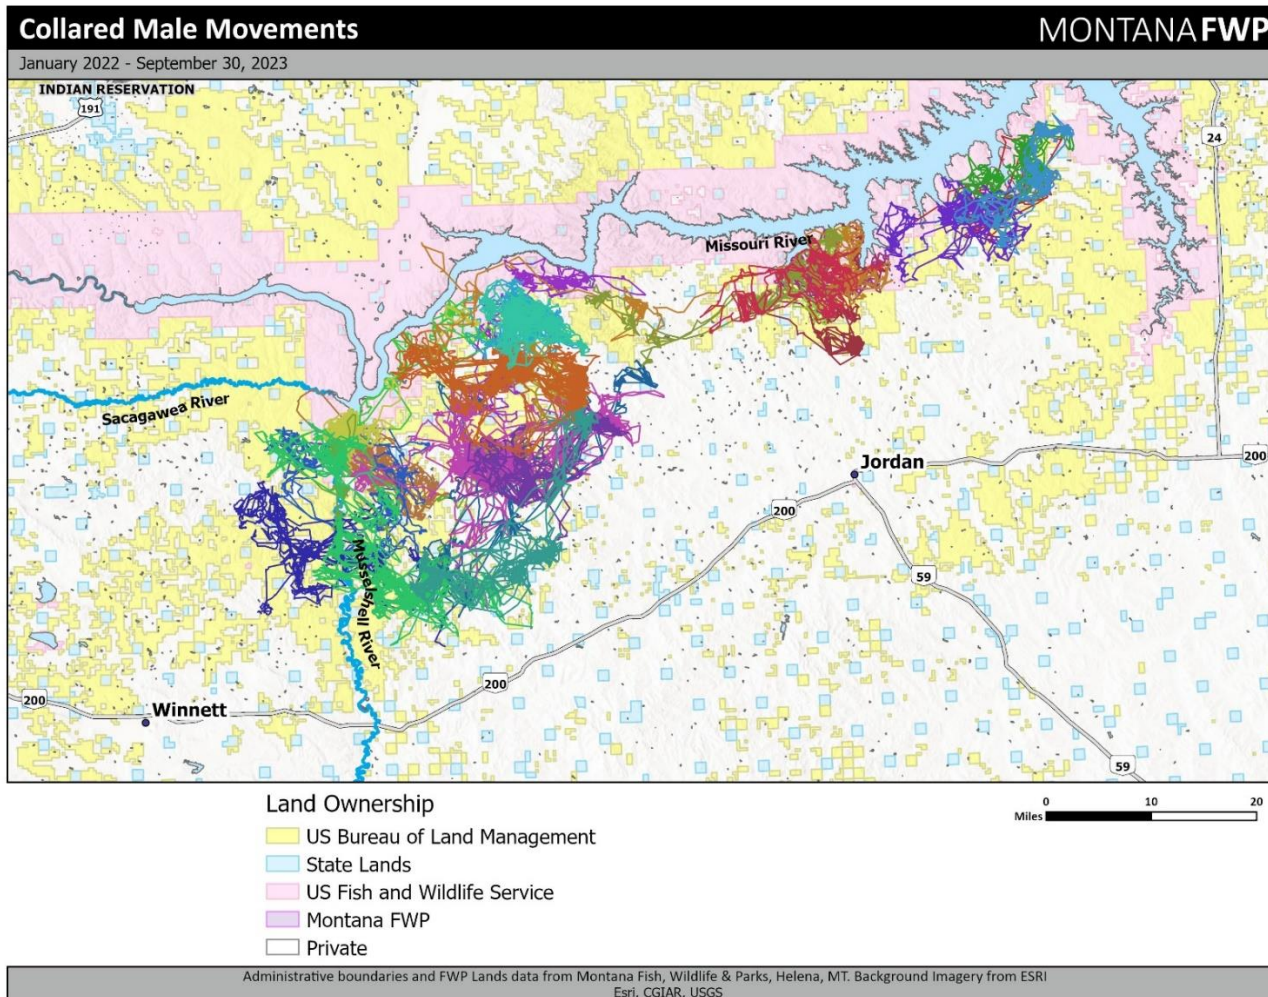 Collared Male Movements
MONTANA FWP
January 2022 - September 30, 2023
INDIAN RESERVATION
191
24
Missouri River
Sacagawea River
Jordan
200
200
59
Musselshell River
200
200
Winnett
59
Land Ownership
US Bureau of Land Management
State Lands
US Fish and Wildlife Service
Montana FWP
Private
0 10 20
Miles
Administrative boundaries and FWP Lands data from Montana Fish, Wildlife & Parks, Helena, MT. Background Imagery from ESRI
Esri, CGIAR, USGS